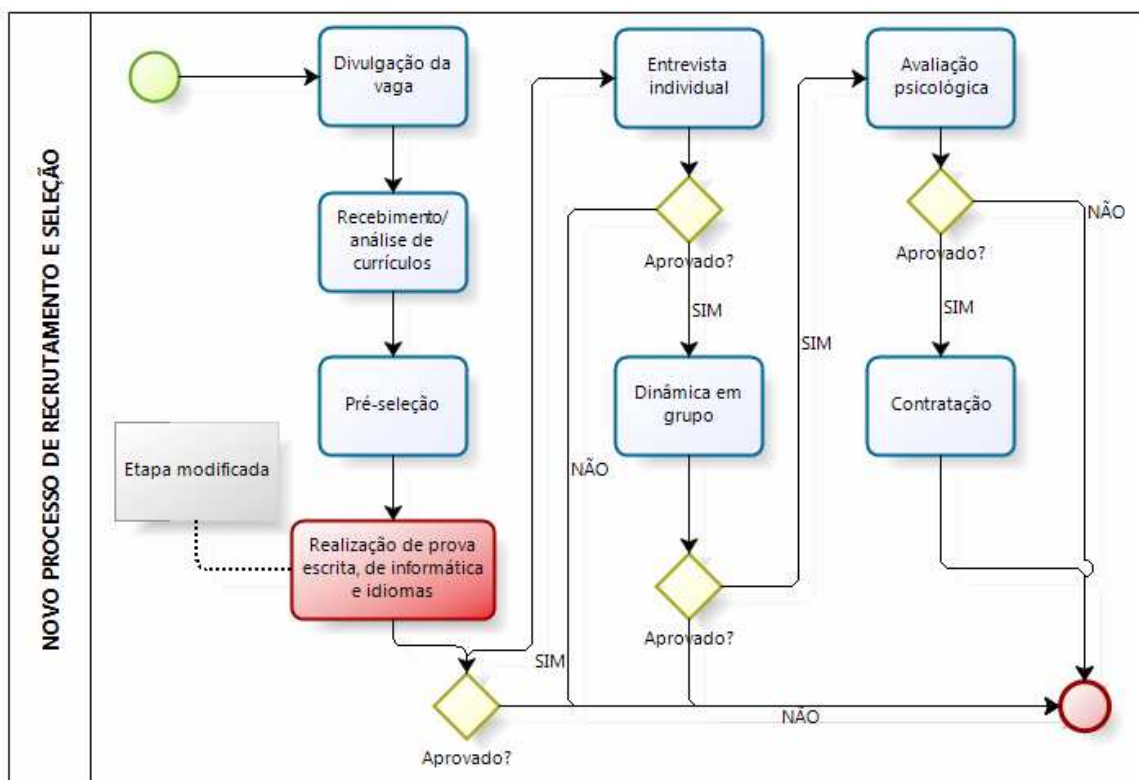 NOVO PROCESSO DE RECRUTAMENTO E SELEÇÃO
Divulgação da
vaga
Recebimento/
análise de
currículos
Pré-seleção
Etapa modificada
Realização de prova
escrita, de informática
e idiomas
Aprovado?
SIM
NÃO
Entrevista
individual
Aprovado?
SIM
NÃO
Dinâmica em
grupo
Aprovado?
SIM
Avaliação
psicológica
Aprovado?
NÃO
SIM
Contratação